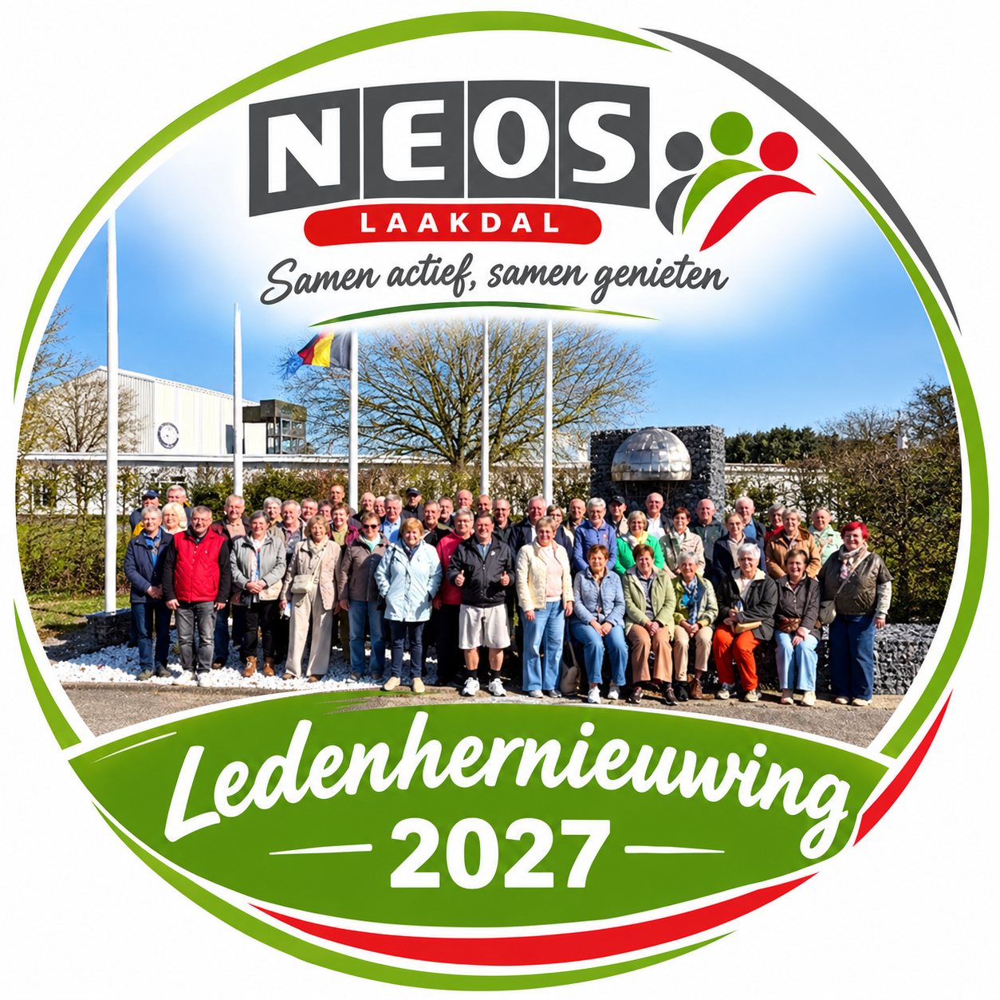 NEOS
LAAKDAL
Samen actief, samen genieten
Ledenhernieuwing
2027